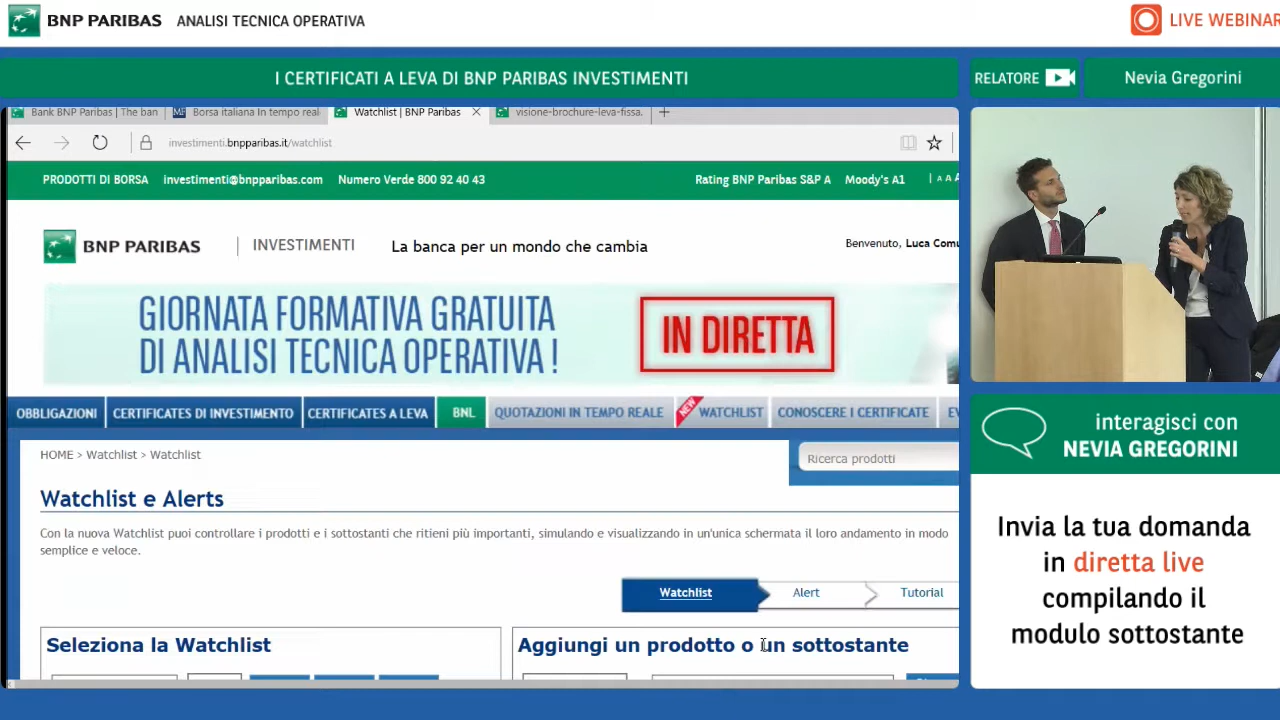 BNP PARIBAS ANALISI TECNICA OPERATIVA
LIVE WEBINAR
I CERTIFICATI A LEVA DI BNP PARIBAS INVESTIMENTI
RELATORE
Nevia Gregorini
Bank BNP Paribas | The ban
Borsa italiana In tempo real
Watchlist | BNP Paribas
visione-brochure-leva-fissa.
investimenti.bnpparibas.it/watchlist
PRODOTTI DI BORSA investimenti@bnpparibas.com Numero Verde 800 92 40 43 Rating BNP Paribas S&P A Moody's A1 | A A A
BNP PARIBAS | INVESTIMENTI La banca per un mondo che cambia
Benvenuto, Luca Comu
GIORNATA FORMATIVA GRATUITA
DI ANALISI TECNICA OPERATIVA !
IN DIRETTA
OBBLIGAZIONI CERTIFICATES DI INVESTIMENTO CERTIFICATES A LEVA BNL QUOTAZIONI IN TEMPO REALE NEW WATCHLIST CONOSCERE I CERTIFICATE EV
HOME > Watchlist > Watchlist
Ricerca prodotti
Watchlist e Alerts
Con la nuova Watchlist puoi controllare i prodotti e i sottostanti che ritieni più importanti, simulando e visualizzando in un'unica schermata il loro andamento in modo
semplice e veloce.
Watchlist Alert Tutorial
Seleziona la Watchlist
Aggiungi un prodotto o un sottostante
interagisci con
NEVIA GREGORINI
Invia la tua domanda
in diretta live
compilando il
modulo sottostante